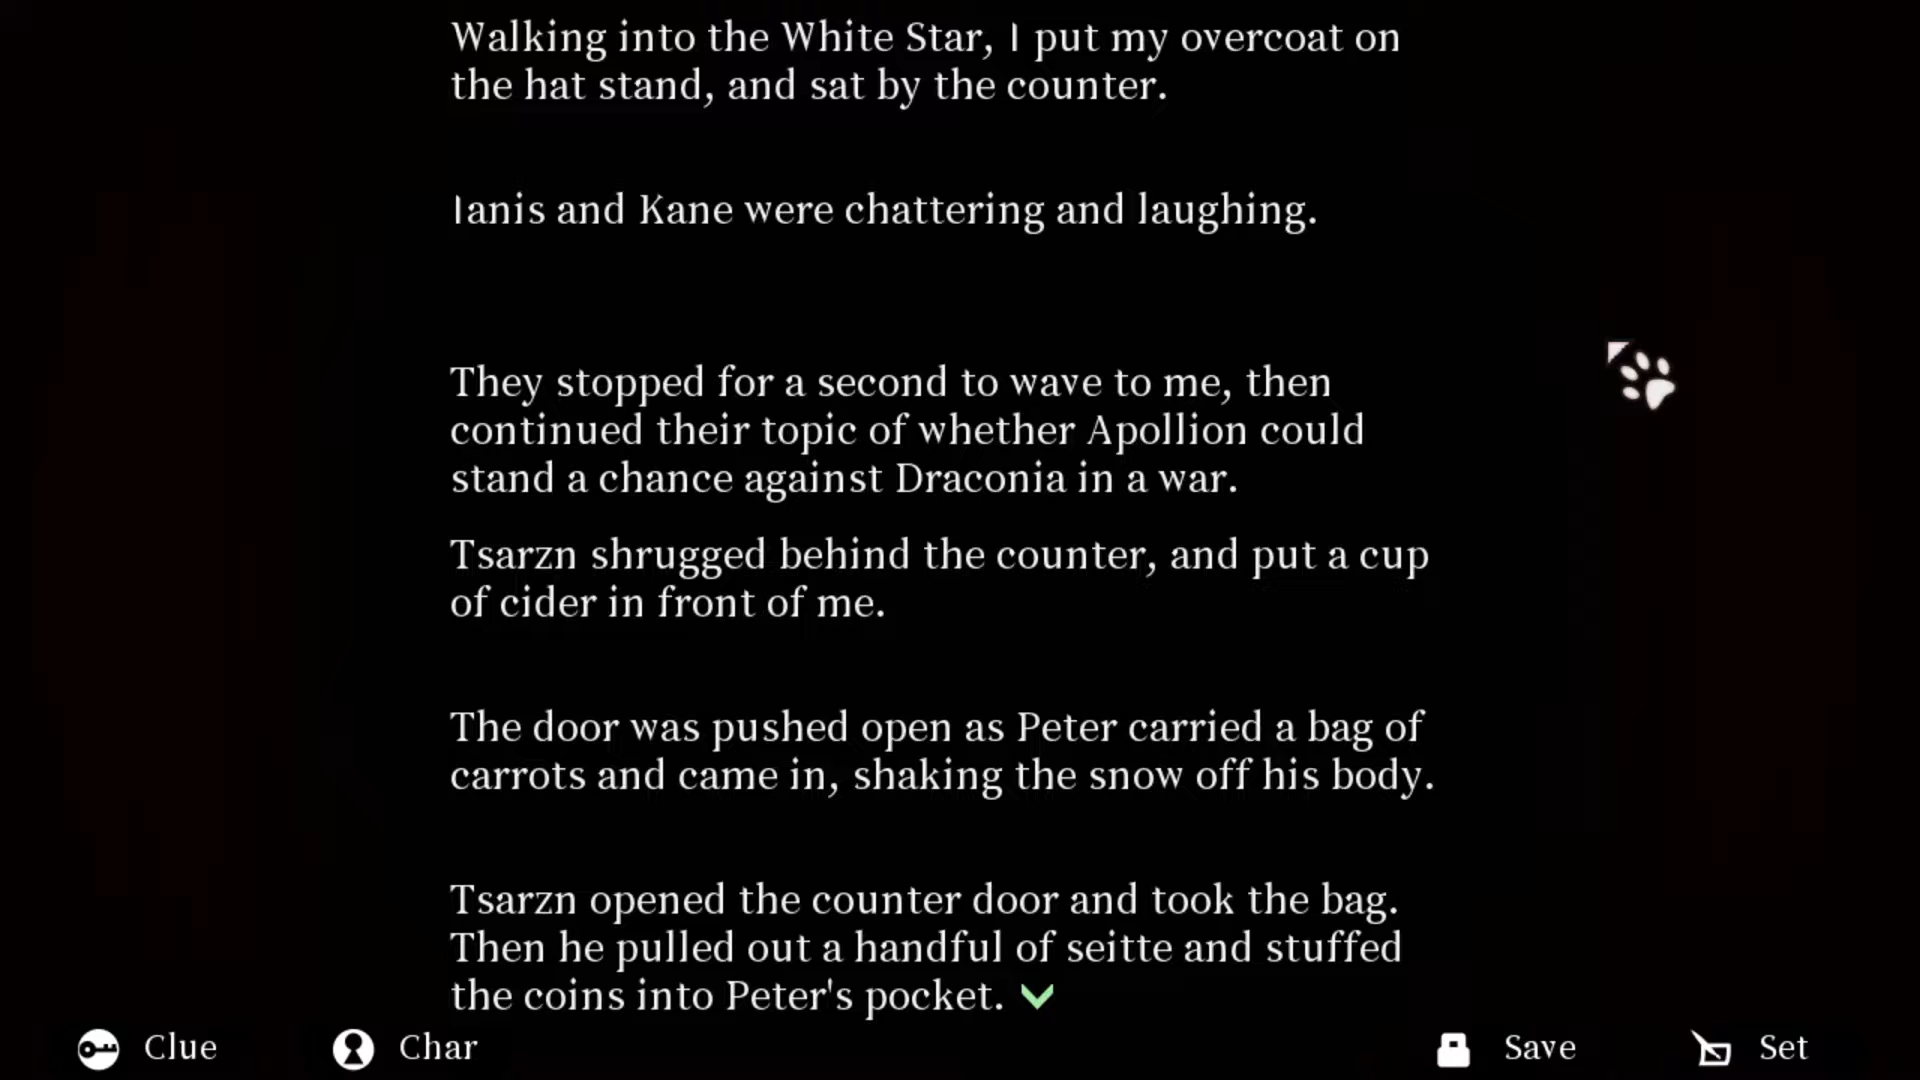 Walking into the White Star, I put my overcoat on
the hat stand, and sat by the counter.
Ianis and Kane were chattering and laughing.
They stopped for a second to wave to me, then
continued their topic of whether Apollion could
stand a chance against Draconia in a war.
Tsarzn shrugged behind the counter, and put a cup
of cider in front of me.
The door was pushed open as Peter carried a bag of
carrots and came in, shaking the snow off his body.
Tsarzn opened the counter door and took the bag.
Then he pulled out a handful of seitte and stuffed
the coins into Peter's pocket.
Clue
Char
Save
Set